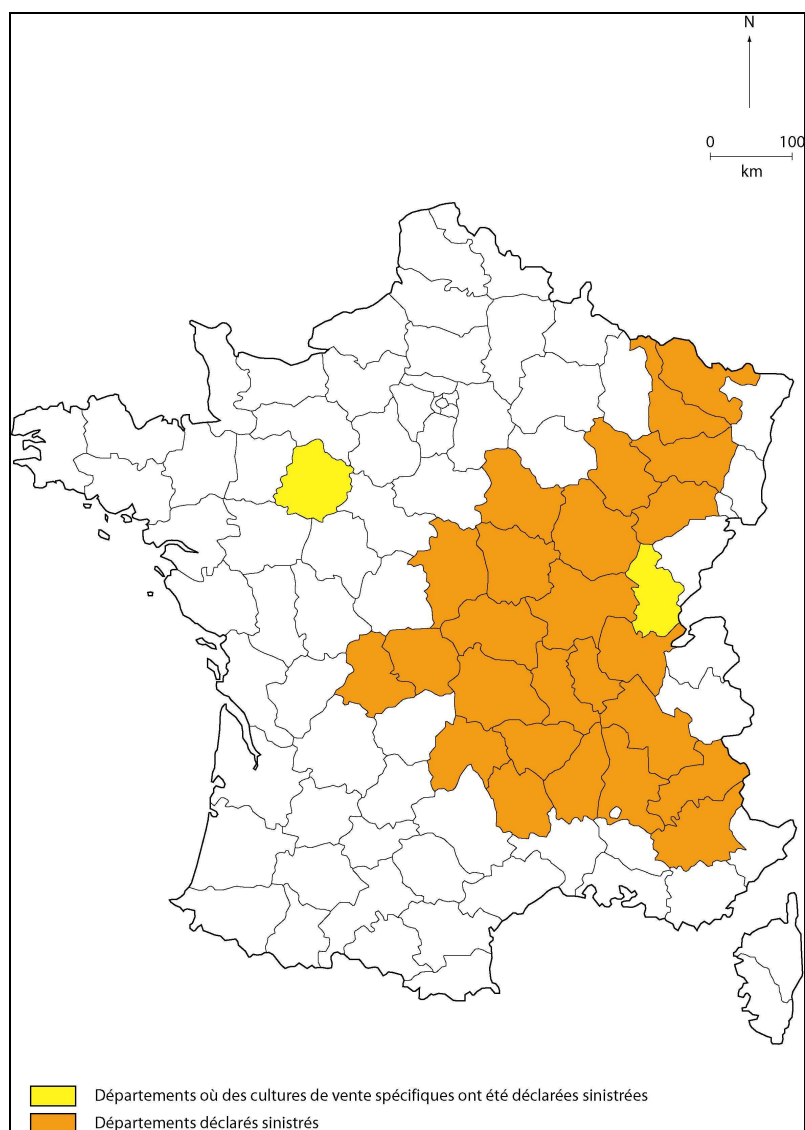 N
0 100
km
Départements où des cultures de vente spécifiques ont été déclarées sinistrées
Départements déclarés sinistrés